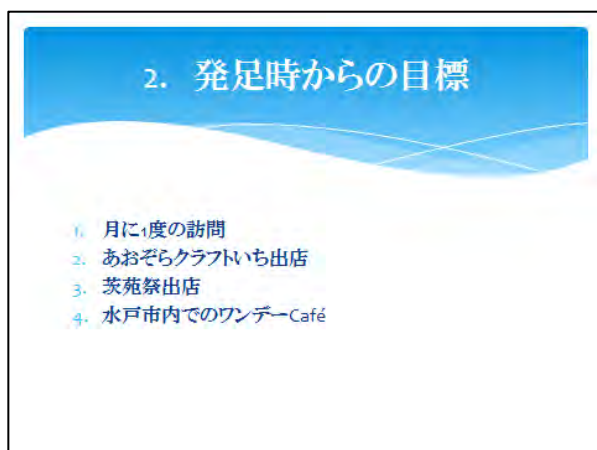 2. 発足時からの目標
1. 月に1度の訪問
2. あおぞらクラフトいち出店
3. 茨苑祭出店
4. 水戸市内でのワンデーCafé